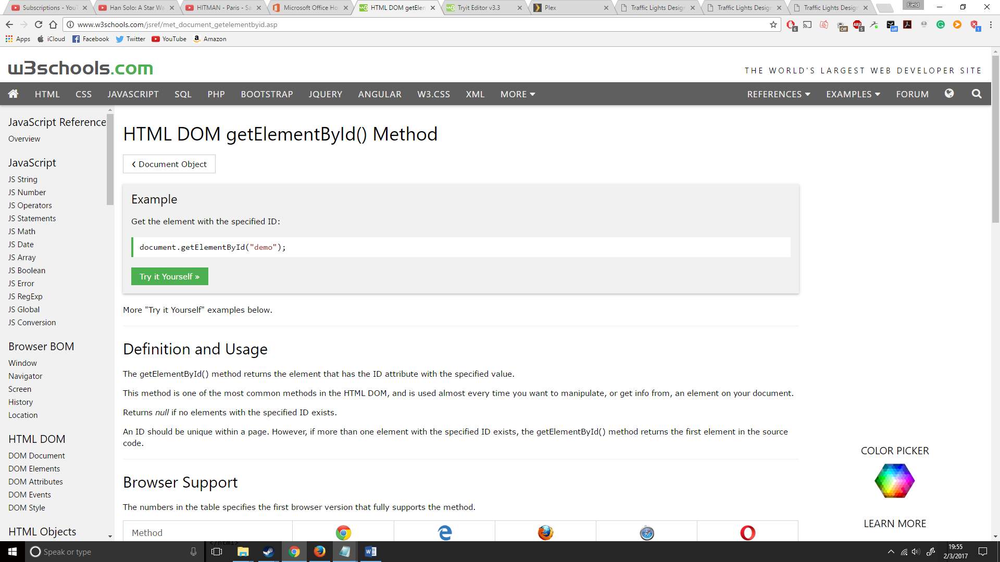 Subscriptions - YouT
Han Solo: A Star Wa
HITMAN - Paris - Sa
Microsoft Office Ho
HTML DOM getElem
Tryit Editor v3.3
Plex
Traffic Lights Design
Traffic Lights Design
Traffic Lights Design
Field
www.w3schools.com/jsref/met_document_getelementbyid.asp
6
Off
ABP
5
off
1
Apps
iCloud
Facebook
Twitter
YouTube
Amazon
w3schools.com
THE WORLD'S LARGEST WEB DEVELOPER SITE
HTML CSS JAVASCRIPT SQL PHP BOOTSTRAP JQUERY ANGULAR W3.CSS XML MORE
REFERENCES EXAMPLES FORUM
JavaScript Reference
Overview
JavaScript
JS String
JS Number
JS Operators
JS Statements
JS Math
JS Date
JS Array
JS Boolean
JS Error
JS RegExp
JS Global
JS Conversion
Browser BOM
Window
Navigator
Screen
History
Location
HTML DOM
DOM Document
DOM Elements
DOM Attributes
DOM Events
DOM Style
HTML Objects
HTML DOM getElementById() Method
‹ Document Object
Example
Get the element with the specified ID:
document.getElementById("demo");
Try it Yourself »
More "Try it Yourself" examples below.
Definition and Usage
The getElementById() method returns the element that has the ID attribute with the specified value.
This method is one of the most common methods in the HTML DOM, and is used almost every time you want to manipulate, or get info from, an element on your document.
Returns null if no elements with the specified ID exists.
An ID should be unique within a page. However, if more than one element with the specified ID exists, the getElementById() method returns the first element in the source
code.
Browser Support
The numbers in the table specifies the first browser version that fully supports the method.
Method
COLOR PICKER
LEARN MORE
</html>
Speak or type
19:55
2/3/2017